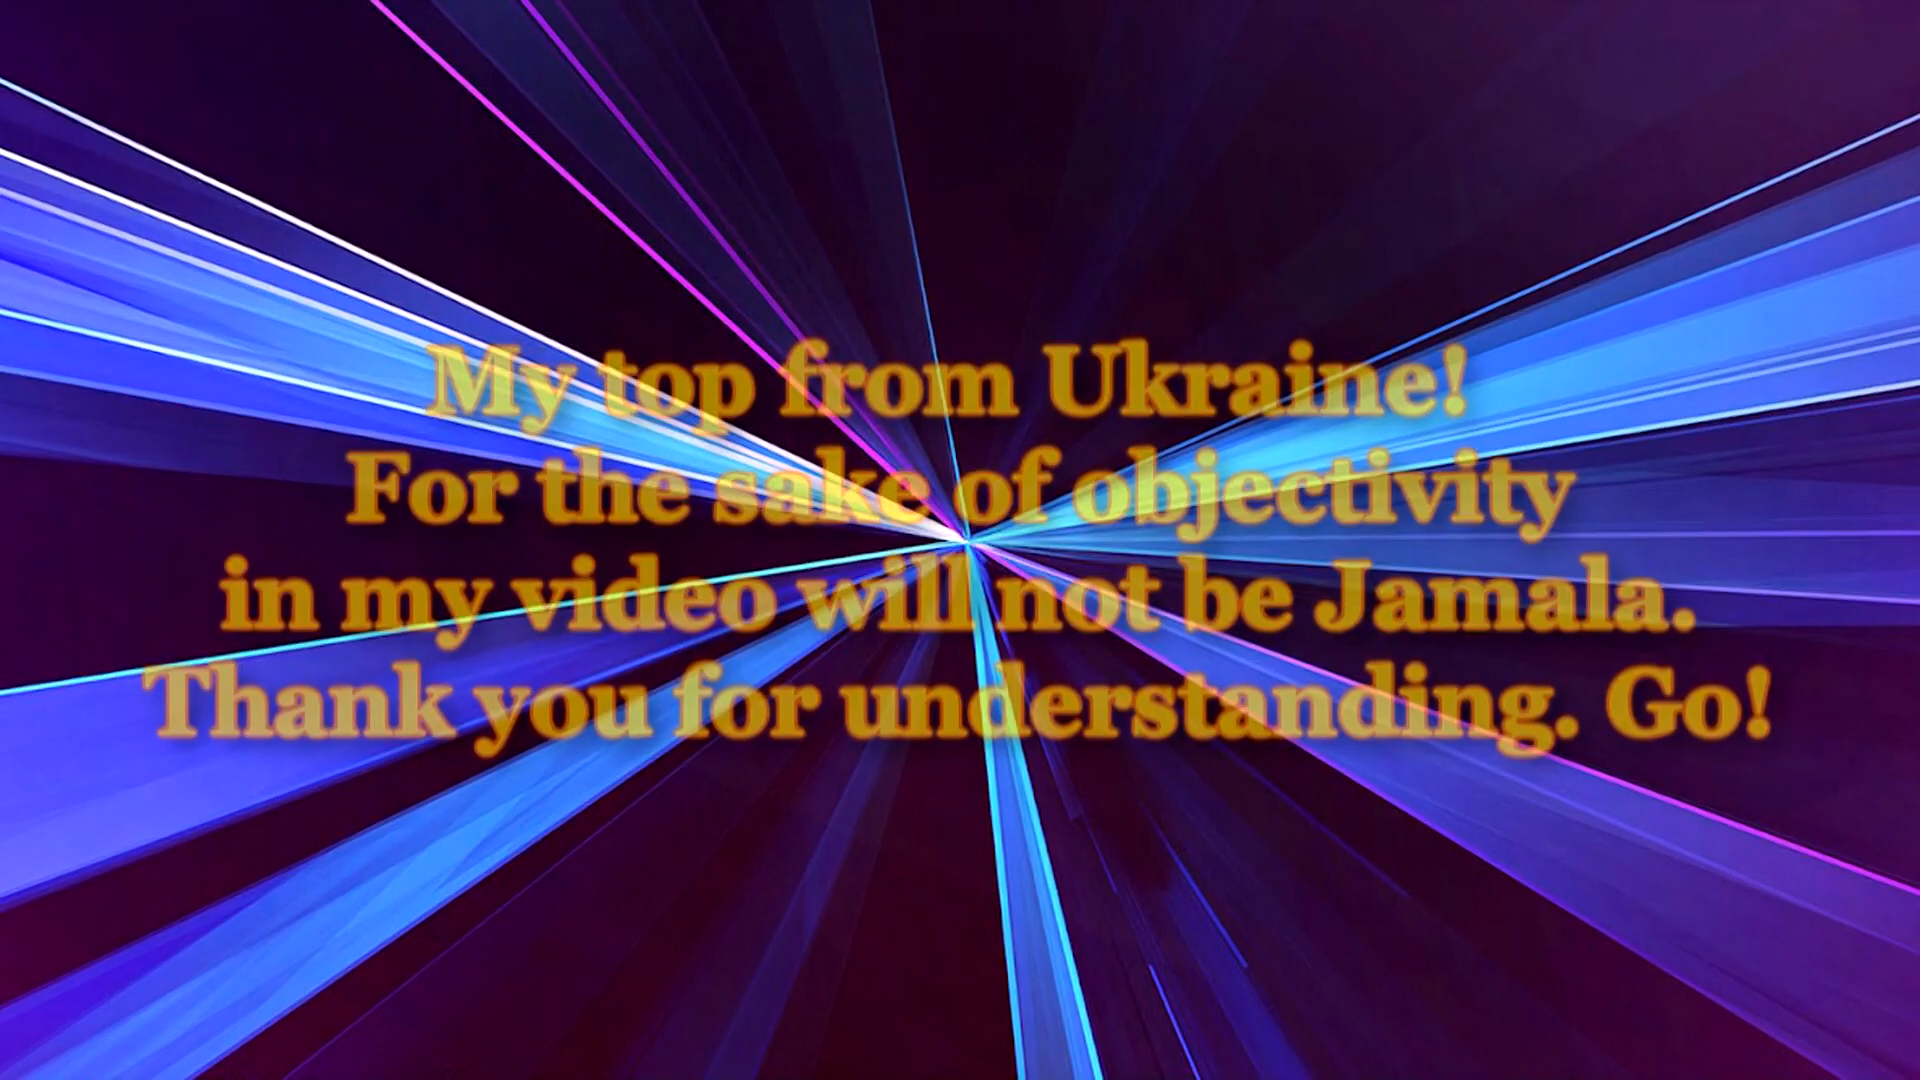 My top from Ukraine!
For the sake of objectivity
in my video will not be Jamala.
Thank you for understanding. Go!